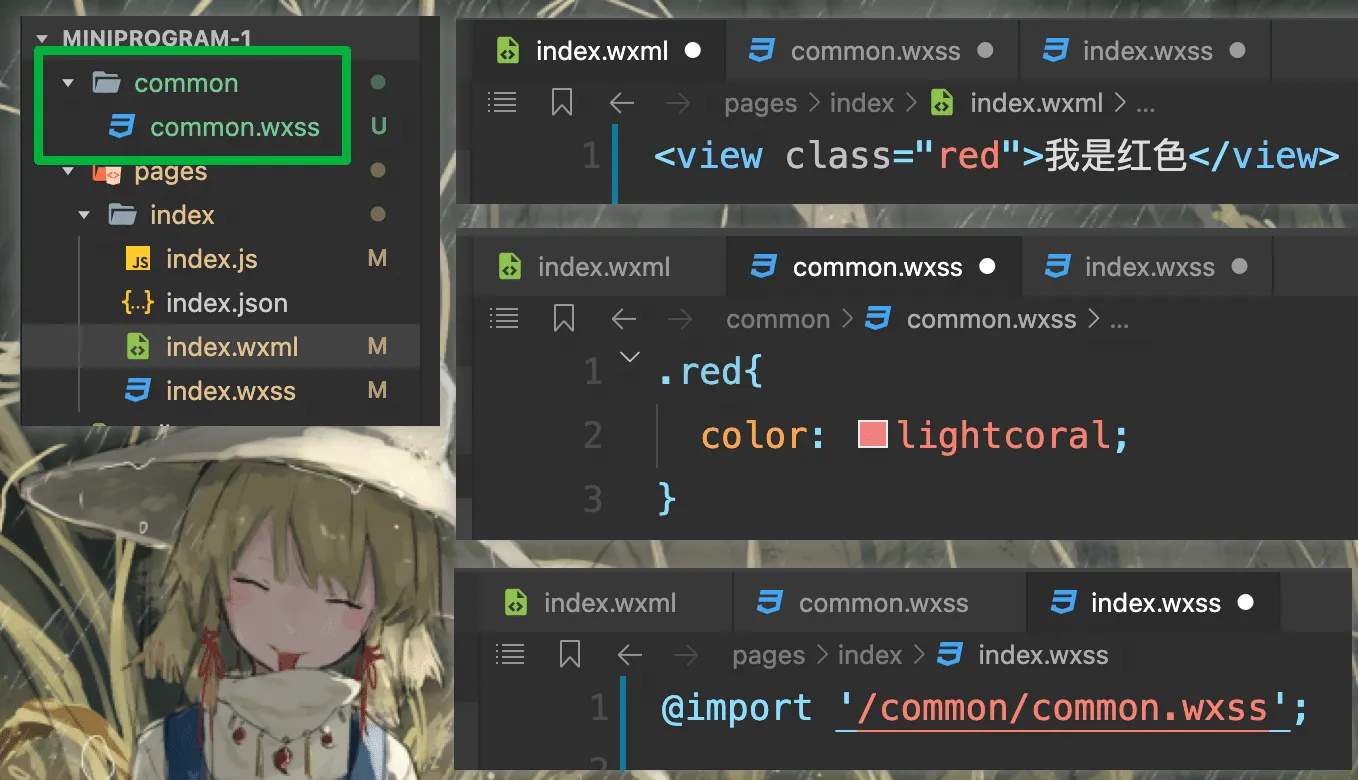 MINIPROGRAM-1
common
common.wxss U
pages
index
JS index.js M
{...} index.json
index.wxml M
index.wxss M
index.wxml common.wxss index.wxss
pages > index > index.wxml > ...
1 <view class="red">我是红色</view>
index.wxml common.wxss index.wxss
common > common.wxss > ...
1 .red{
2 color: lightcoral;
3 }
index.wxml common.wxss index.wxss
pages > index > index.wxss
1 @import '/common/common.wxss';
2